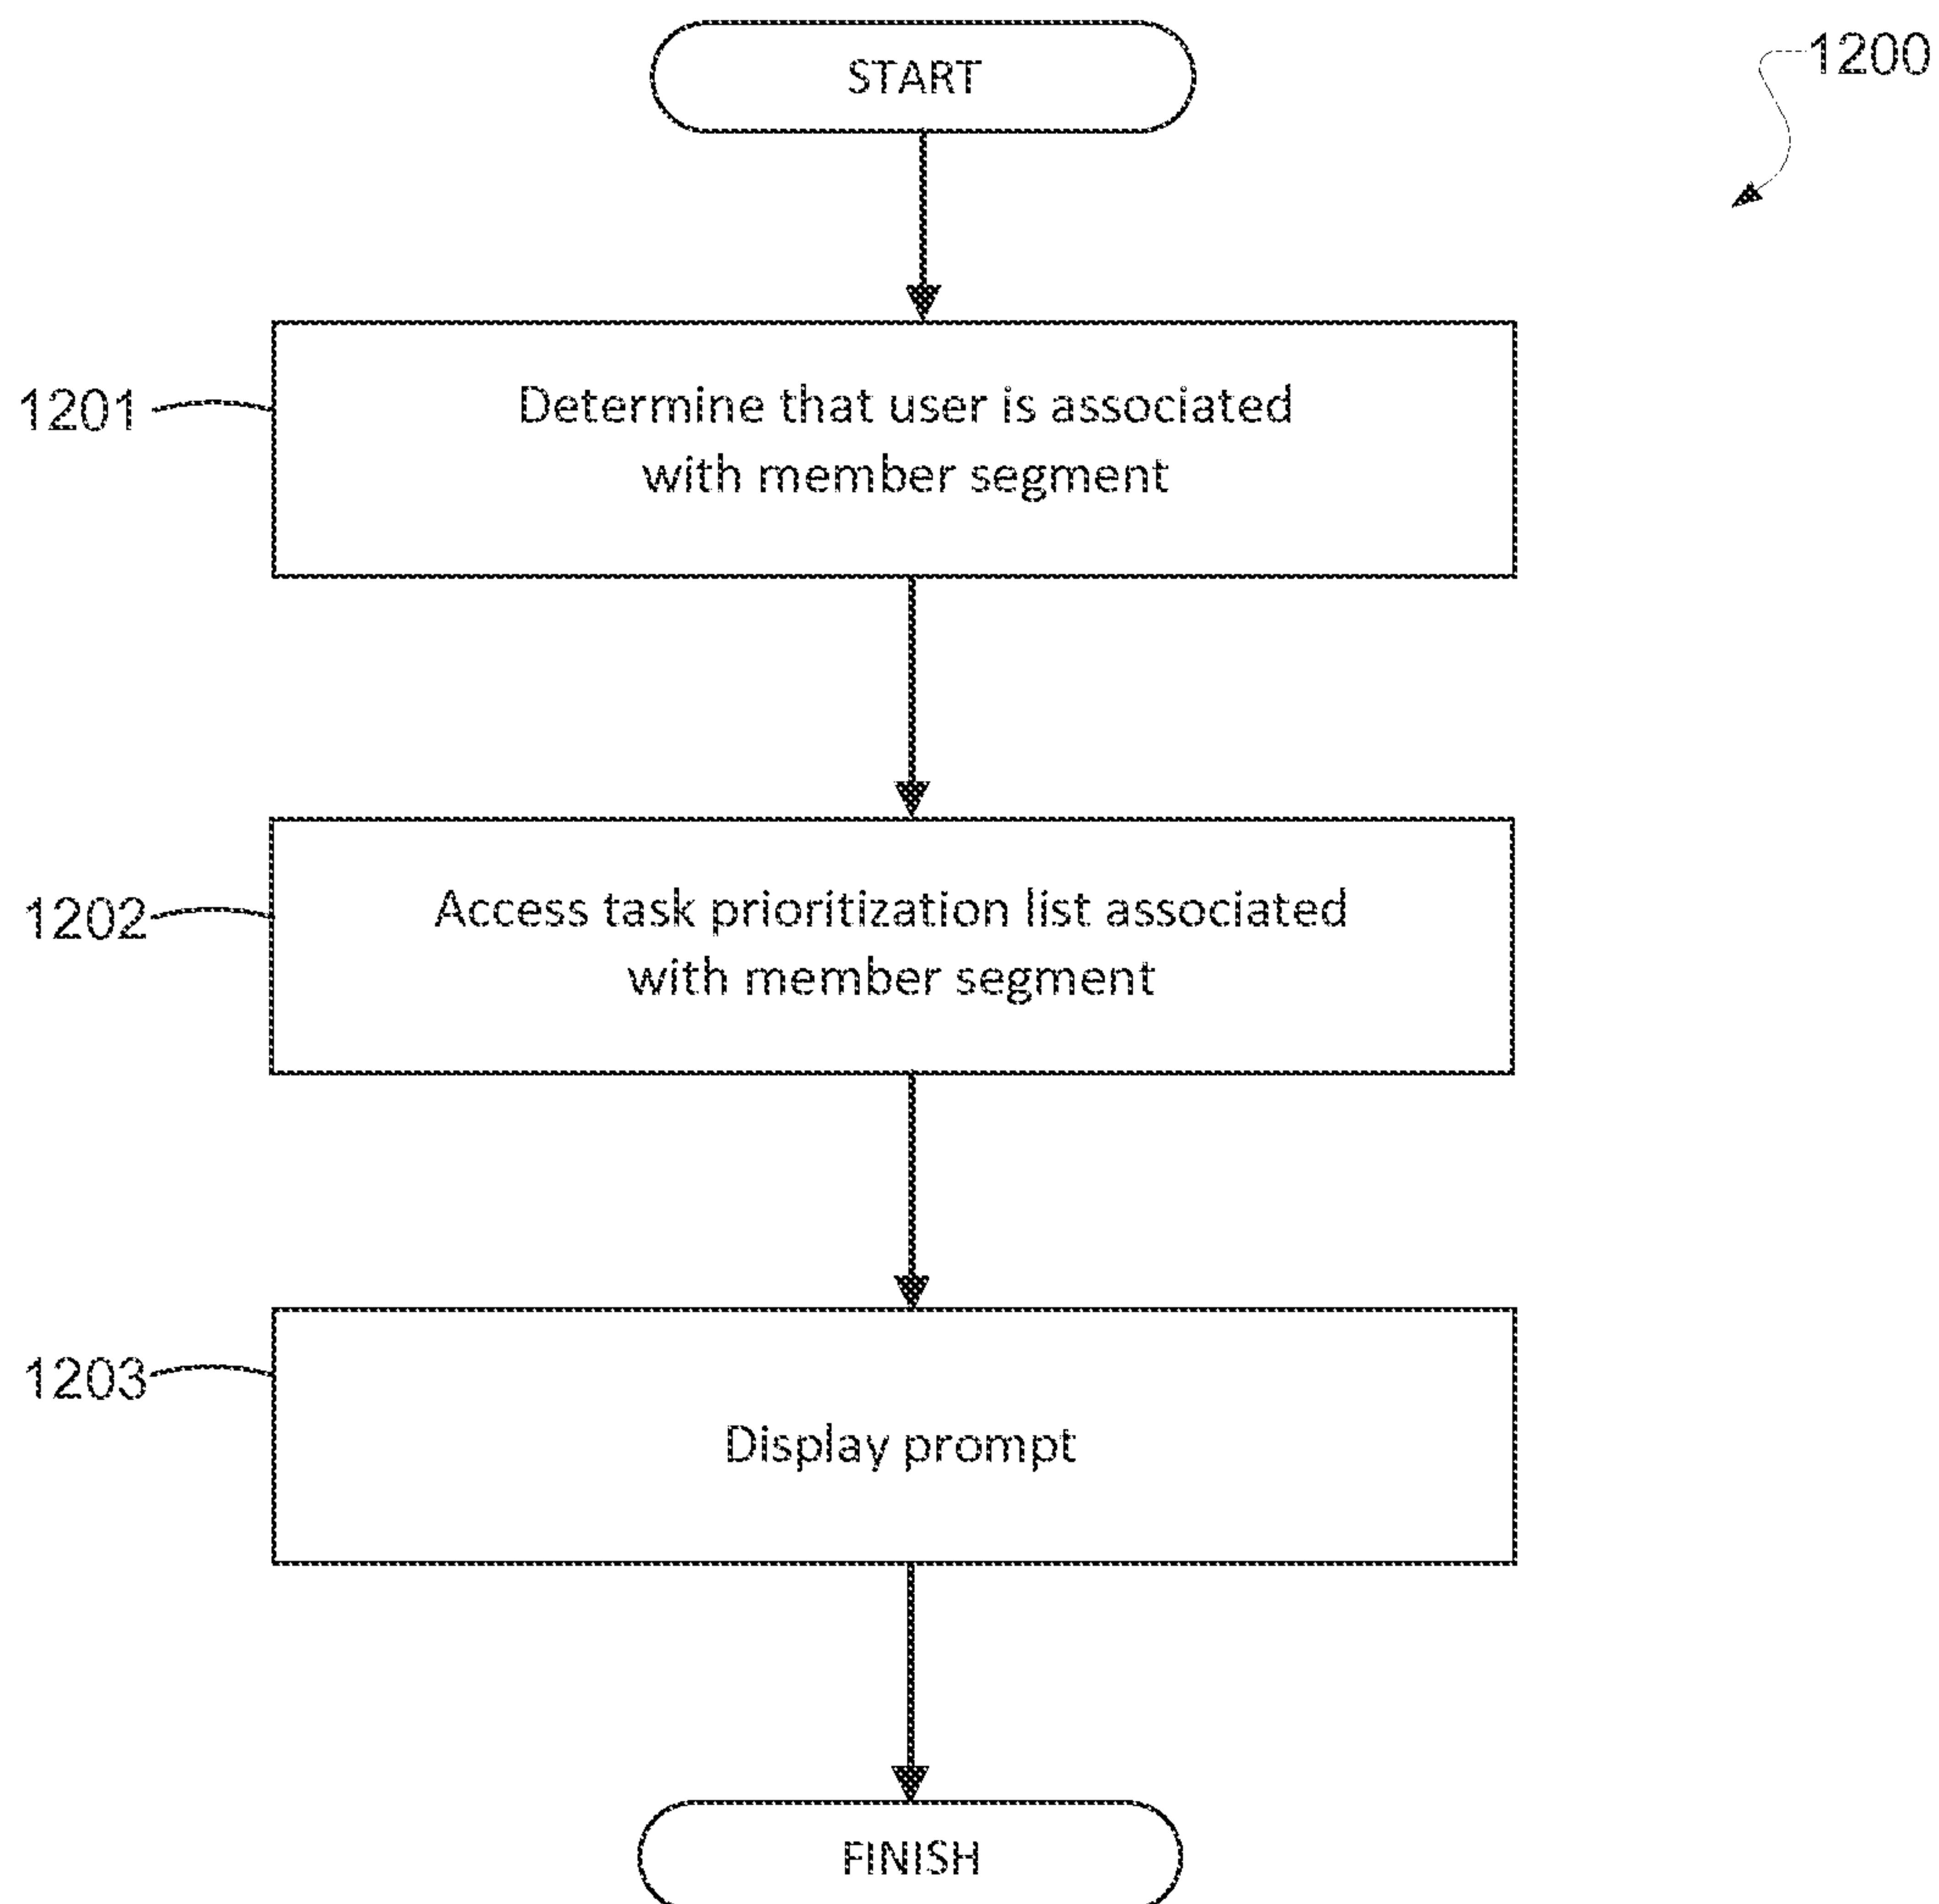 START
1200
1201
Determine that user is associated
with member segment
1202
Access task prioritization list associated
with member segment
1203
Display prompt
FINISH